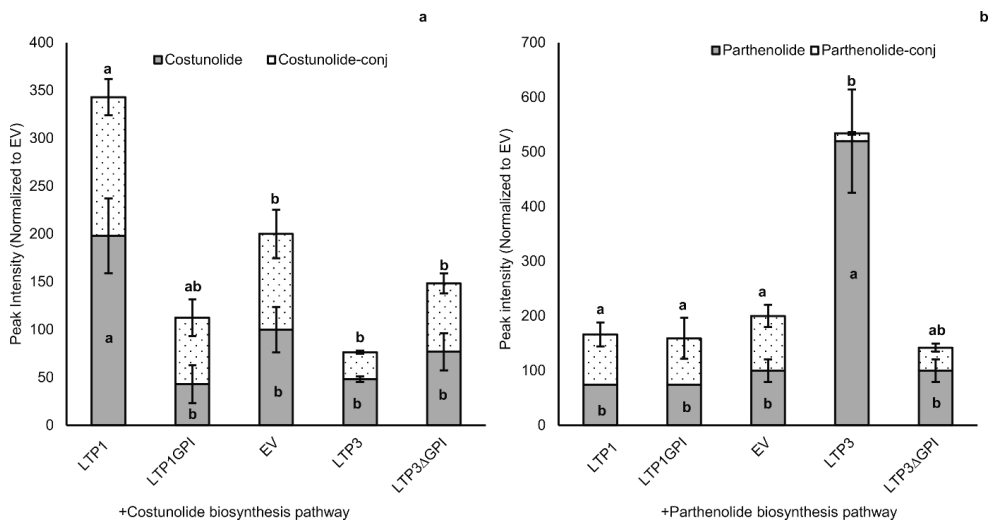 a
Costunolide Costunolide-conj
Peak Intensity (Normalized to EV)
400
350
300
250
200
150
100
50
0
a
a
ab
b
b
b
b
b
b
b
LTP1
LTP1GPI
EV
LTP3
LTP3ΔGPI
+Costunolide biosynthesis pathway
b
Parthenolide Parthenolide-conj
Peak intensity (Normalized to EV)
700
600
500
400
300
200
100
0
a
b
a
b
a
b
b
a
ab
b
LTP1
LTP1GPI
EV
LTP3
LTP3ΔGPI
+Parthenolide biosynthesis pathway